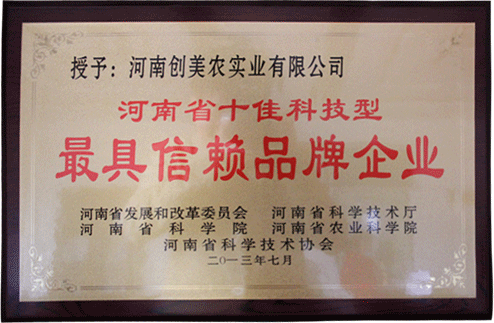 授予：河南创美农实业有限公司
河南省十佳科技型
最具信赖品牌企业
河南省发展和改革委员会 河南省科学技术厅
河南省科学院 河南省农业科学院
河南省科学技术协会
二〇一三年七月